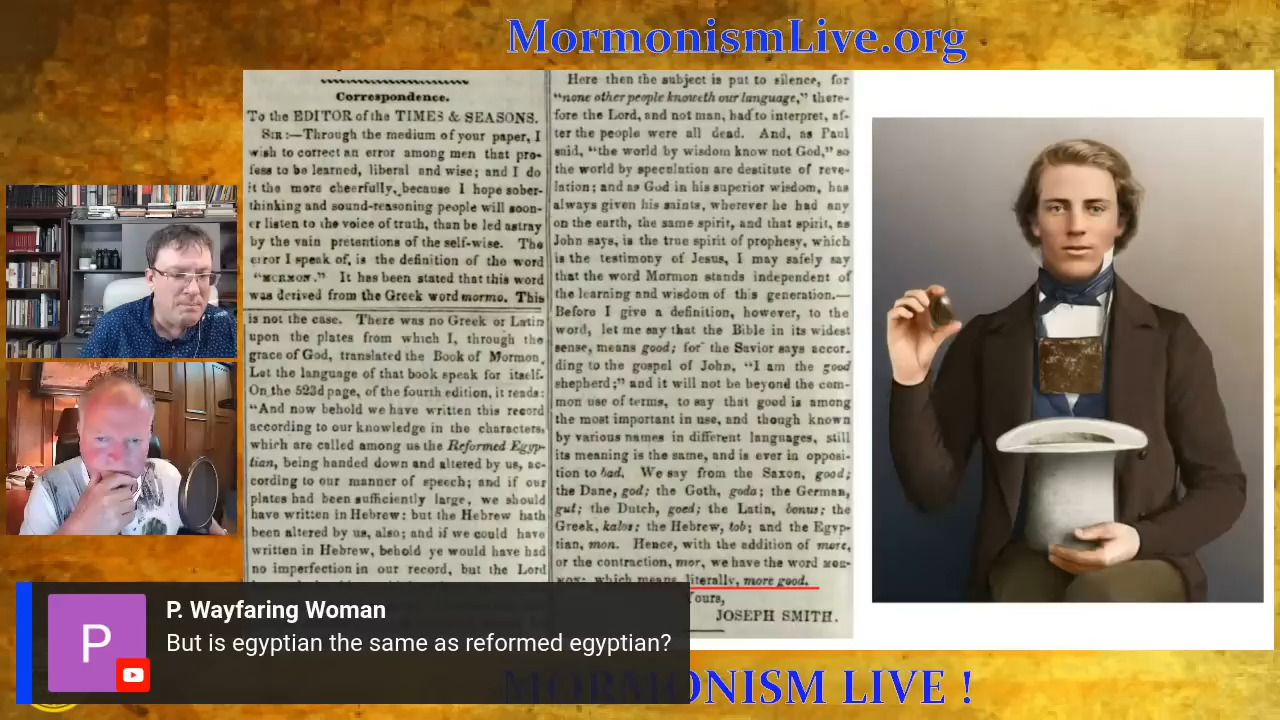 MormonismLive.org
Correspondence.
To the EDITOR of the TIMES & SEASONS.
SIR:—Through the medium of your paper, I
wish to correct an error among men that pro-
fess to be learned, liberal and wise; and I do
it the more cheerfully, because I hope sober-
thinking and sound-reasoning people will soon-
er listen to the voice of truth, than be led astray
by the vain pretentions of the self-wise. The
error I speak of, is the definition of the word
"MORMON." It has been stated that this word
was derived from the Greek word mormo. This
is not the case. There was no Greek or Latin
upon the plates from which I, through the
grace of God, translated the Book of Mormon.
Let the language of that book speak for itself.
On the 523d page, of the fourth edition, it reads:
"And now behold we have written this record
according to our knowledge in the characters,
which are called among us the Reformed Egyp-
tian, being handed down and altered by us, ac-
cording to our manner of speech; and if our
plates had been sufficiently large, we should
have written in Hebrew: but the Hebrew hath
been altered by us, also; and if we could have
written in Hebrew, behold ye would have had
no imperfection in our record, but the Lord
Here then the subject is put to silence, for
"none other people knoweth our language," there-
fore the Lord, and not man, had to interpret, af-
ter the people were all dead. And, as Paul
said, "the world by wisdom know not God," so
the world by speculation are destitute of reve-
lation; and as God in his superior wisdom, has
always given his saints, wherever he had any
on the earth, the same spirit, and that spirit, as
John says, is the true spirit of prophesy, which
is the testimony of Jesus, I may safely say
that the word Mormon stands independent of
the learning and wisdom of this generation.—
Before I give a definition, however, to the
word, let me say that the Bible in its widest
sense, means good; for the Savior says accor-
ding to the gospel of John, "I am the good
shepherd;" and it will not be beyond the com-
mon use of terms, to say that good is among
the most important in use, and though known
by various names in different languages, still
its meaning is the same, and is ever in opposi-
tion to bad. We say from the Saxon, good;
the Dane, god; the Goth, goda; the German,
gut; the Dutch, goed; the Latin, bonus; the
Greek, kalos; the Hebrew, tob; and the Egyp-
tian, mon. Hence, with the addition of more,
or the contraction, mor, we have the word MOR-
MON; which means, literally, more good.
Yours,
JOSEPH SMITH.
P
P. Wayfaring Woman
But is egyptian the same as reformed egyptian?
MORMONISM LIVE !